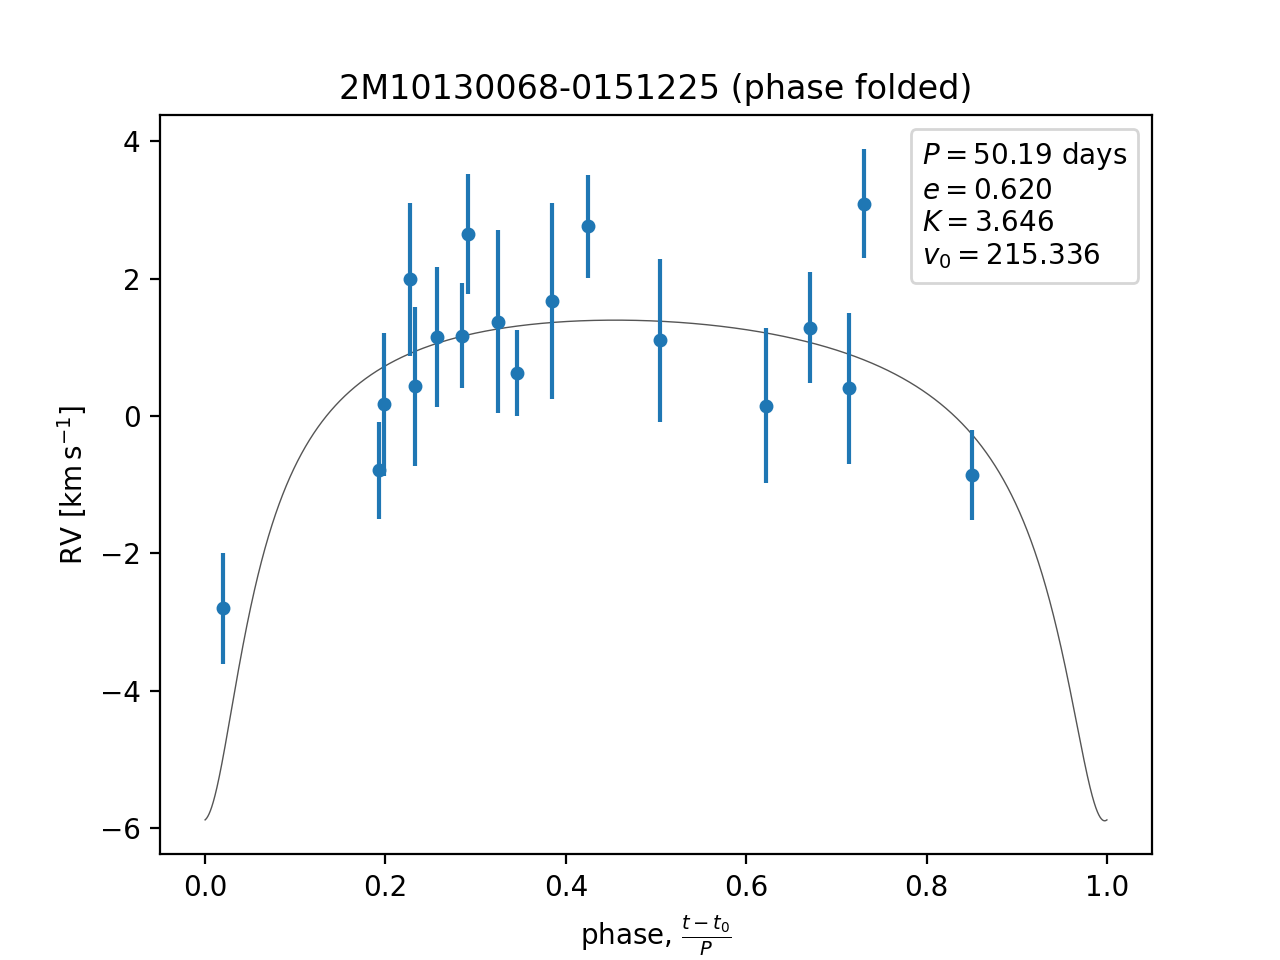 2M10130068-0151225 (phase folded)
P = 50.19 days
e = 0.620
K = 3.646
v₀ = 215.336
RV [km s⁻¹]
4
2
0
−2
−4
−6
0.0 0.2 0.4 0.6 0.8 1.0
phase, (t − t₀)/P